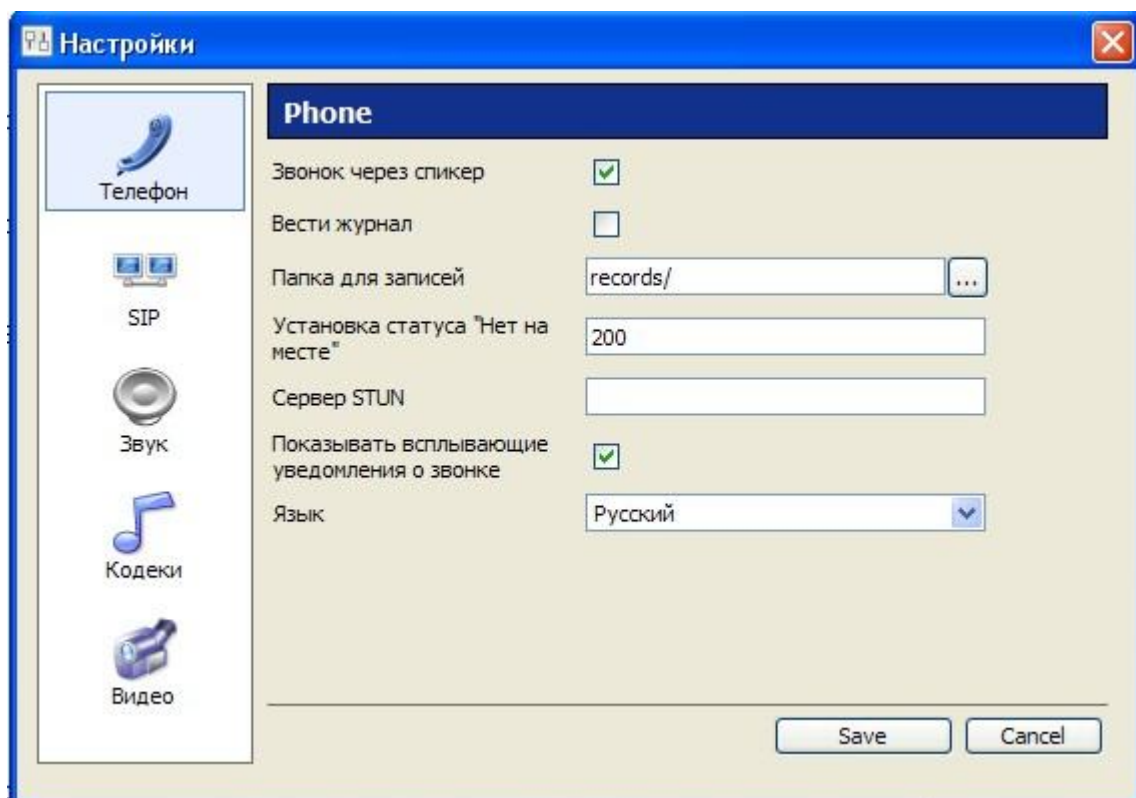 Настройки
Телефон
SIP
Звук
Кодеки
Видео
Phone
Звонок через спикер
Вести журнал
Папка для записей
records/
...
Установка статуса "Нет на
месте"
200
Сервер STUN
Показывать всплывающие
уведомления о звонке
Язык
Русский
Save
Cancel